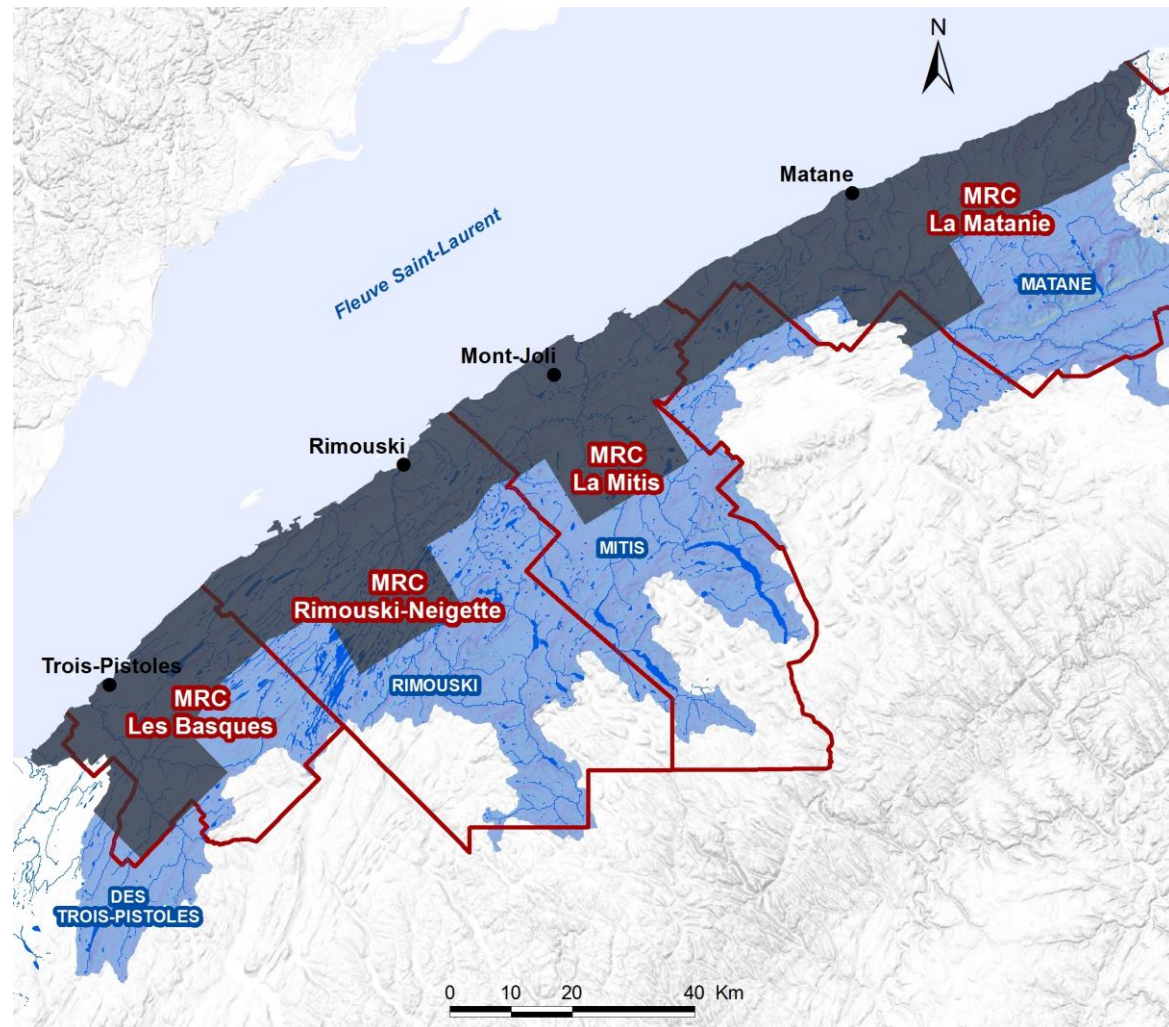 N
Matane
MRC
La Matanie
MATANE
Fleuve Saint-Laurent
Mont-Joli
Rimouski
MRC
La Mitis
MITIS
MRC
Rimouski-Neigette
RIMOUSKI
Trois-Pistoles
MRC
Les Basques
DES
TROIS-PISTOLES
0 10 20 40 Km